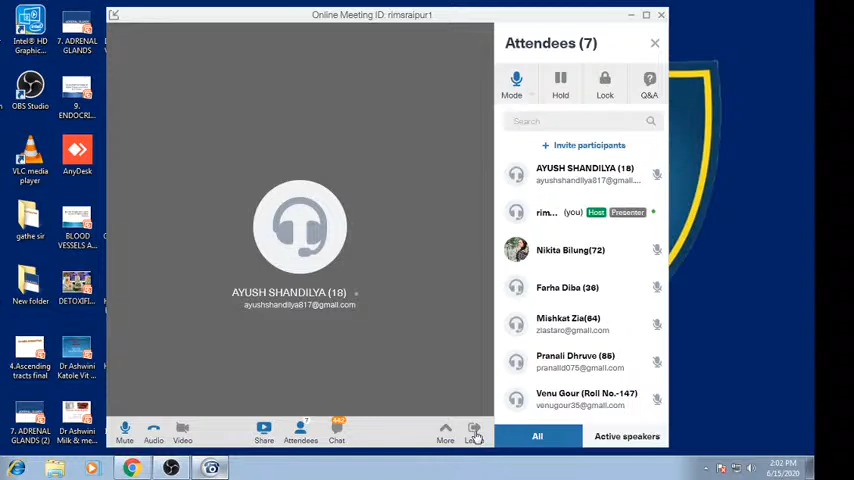 Online Meeting ID: rimsraipur1
Intel® HD
Graphic...
7. ADRENAL
GLANDS
OBS Studio
9.
ENDOCRI...
VLC media
player
AnyDesk
gathe sir
BLOOD
VESSELS A...
New folder
DETOXIFI...
4.Ascending
tracts final
Dr Ashwini
Katole Vit ...
7. ADRENAL
GLANDS (2)
Dr Ashwini
Milk & me...
AYUSH SHANDILYA (18)
ayushshandilya817@gmail.com
Mute
Audio
Video
Share
7
Attendees
Chat
More
Attendees (7)
Mode
Hold
Lock
Q&A
Search
+ Invite participants
AYUSH SHANDILYA (18)
ayushshandilya817@gmail....
rim... (you) Host Presenter
Nikita Bilung(72)
Farha Diba (36)
Mishkat Zia(64)
ziastaro@gmail.com
Pranali Dhruve (85)
pranalid075@gmail.com
Venu Gour (Roll No.-147)
venugour35@gmail.com
All
Active speakers
2:02 PM
6/15/2020